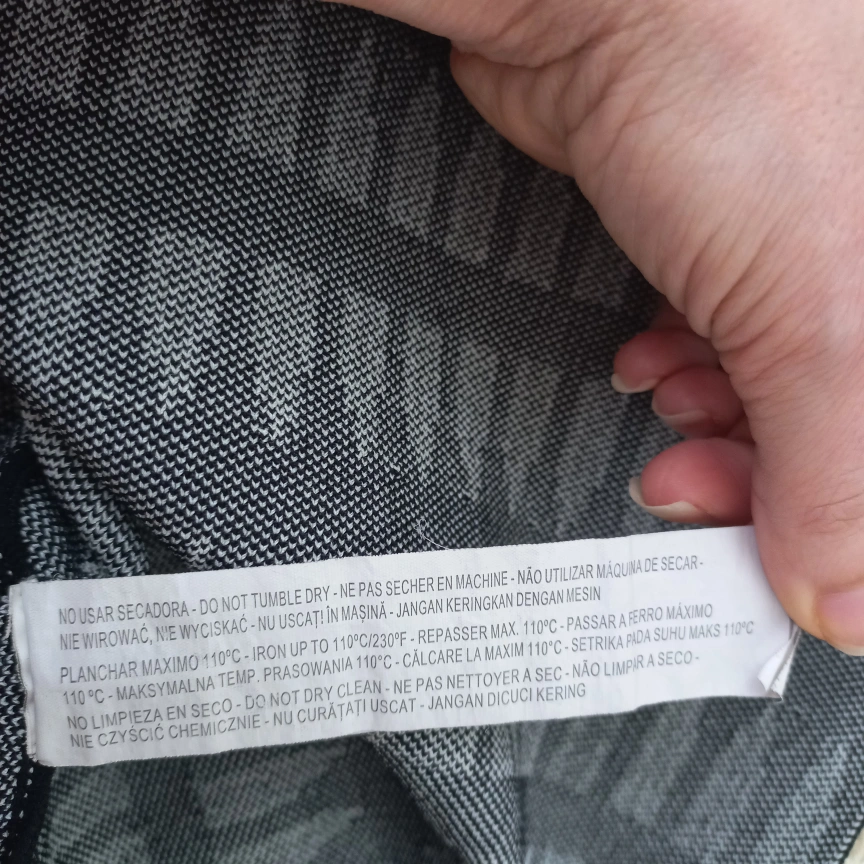 NO USAR SECADORA - DO NOT TUMBLE DRY - NE PAS SECHER EN MACHINE - NÃO UTILIZAR MÁQUINA DE SECAR -
NIE WIROWAĆ, NIE WYCISKAĆ - NU USCAȚI ÎN MAȘINĂ - JANGAN KERINGKAN DENGAN MESIN
PLANCHAR MAXIMO 110ºC - IRON UP TO 110ºC/230ºF - REPASSER MAX. 110ºC - PASSAR A FERRO MÁXIMO
110 ºC - MAKSYMALNA TEMP. PRASOWANIA 110°C - CĂLCARE LA MAXIM 110ºC - SETRIKA PADA SUHU MAKS 110ºC
NO LIMPIEZA EN SECO - DO NOT DRY CLEAN - NE PAS NETTOYER A SEC - NÃO LIMPAR A SECO -
NIE CZYŚCIĆ CHEMICZNIE - NU CURĂȚAȚI USCAT - JANGAN DICUCI KERING